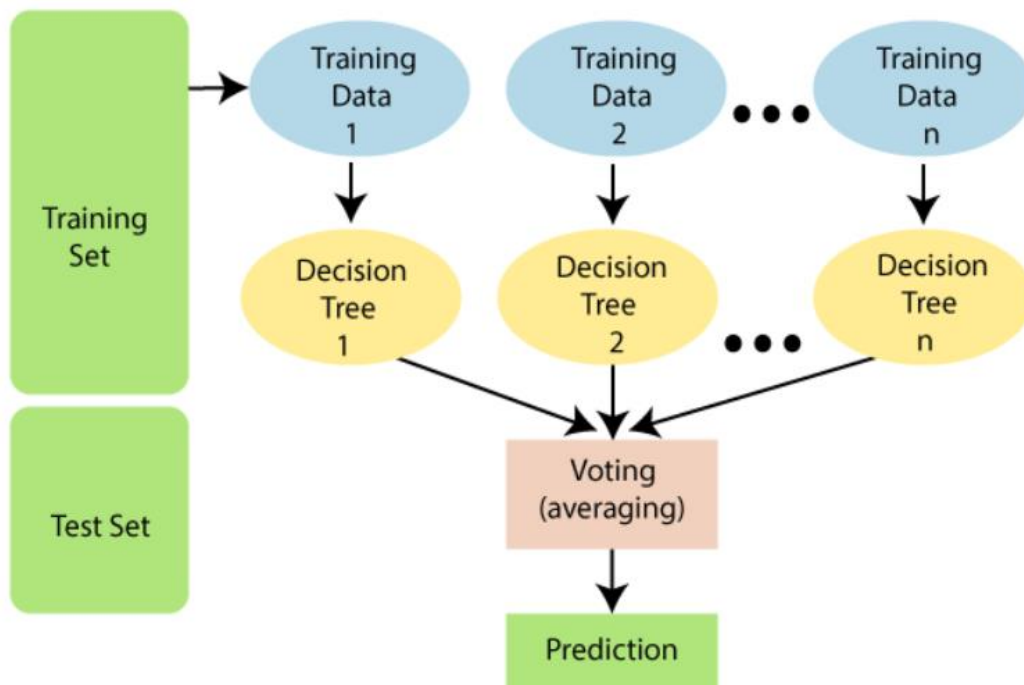 Training
Set
Test Set
Training
Data
1
Training
Data
2
Training
Data
n
Decision
Tree
1
Decision
Tree
2
Decision
Tree
n
Voting
(averaging)
Prediction